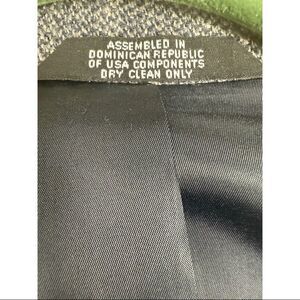 ASSEMBLED IN
DOMINICAN REPUBLIC
OF USA COMPONENTS
DRY CLEAN ONLY